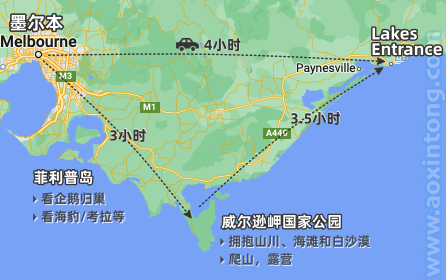 墨尔本
Melbourne
4小时
Lakes
Entrance
Paynesville
M3
M1
3小时
3.5小时
A440
菲利普岛
看企鹅归巢
看海豹/考拉等
威尔逊岬国家公园
拥抱山川、海滩和白沙漠
爬山，露营
www.aoxintong.com